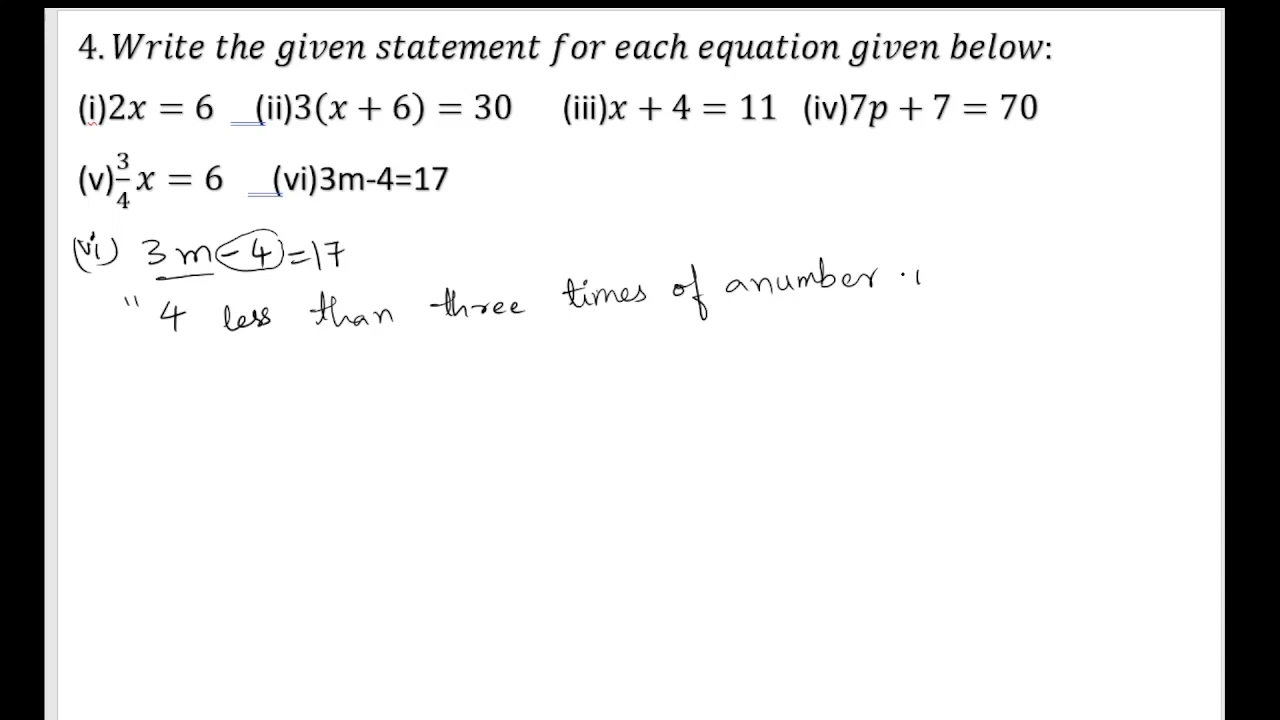 4. Write the given statement for each equation given below:
(i)2x = 6 (ii)3(x + 6) = 30 (iii)x + 4 = 11 (iv)7p + 7 = 70
(v)3/4 x = 6 (vi)3m-4=17
(vi) 3m-4=17
" 4 less than three times of anumber